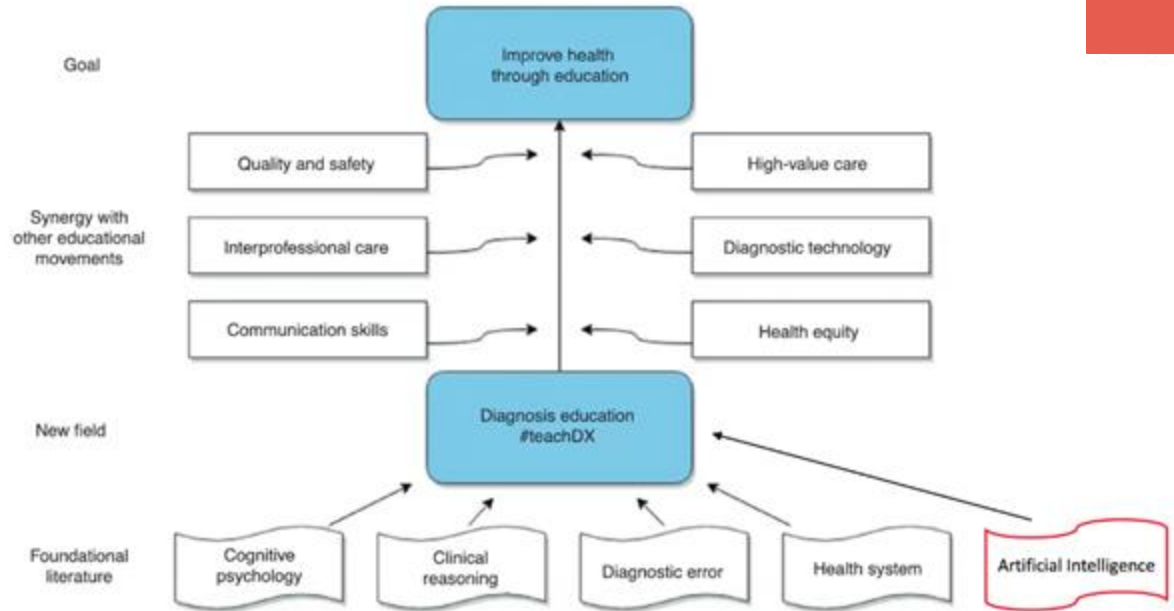 Goal
Improve health
through education
Quality and safety
High-value care
Synergy with
other educational
movements
Interprofessional care
Diagnostic technology
Communication skills
Health equity
New field
Diagnosis education
#teachDX
Foundational
literature
Cognitive
psychology
Clinical
reasoning
Diagnostic error
Health system
Artificial Intelligence